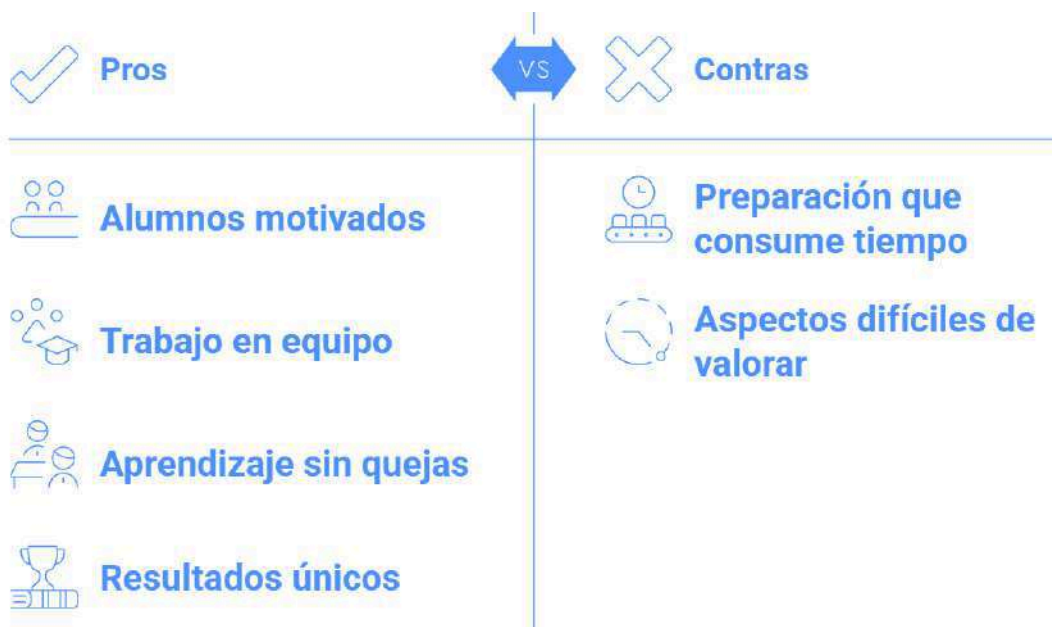 Pros
VS
Contras
Alumnos motivados
Trabajo en equipo
Aprendizaje sin quejas
Resultados únicos
Preparación que
consume tiempo
Aspectos difíciles de
valorar